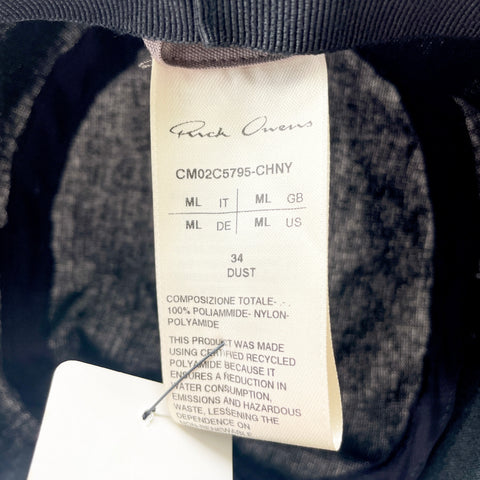 Rick Owens
CM02C5795-CHNY
ML IT ML GB
ML DE ML US
34
DUST
COMPOSIZIONE TOTALE- .- .
100% POLIAMMIDE- NYLON-
POLYAMIDE
THIS PRODUCT WAS MADE
USING CERTIFIED RECYCLED
POLYAMIDE BECAUSE IT
ENSURES A REDUCTION IN
WATER CONSUMPTION,
EMISSIONS AND HAZARDOUS
WASTE, LESSENING THE
DEPENDENCE ON
NON RENEWABLE